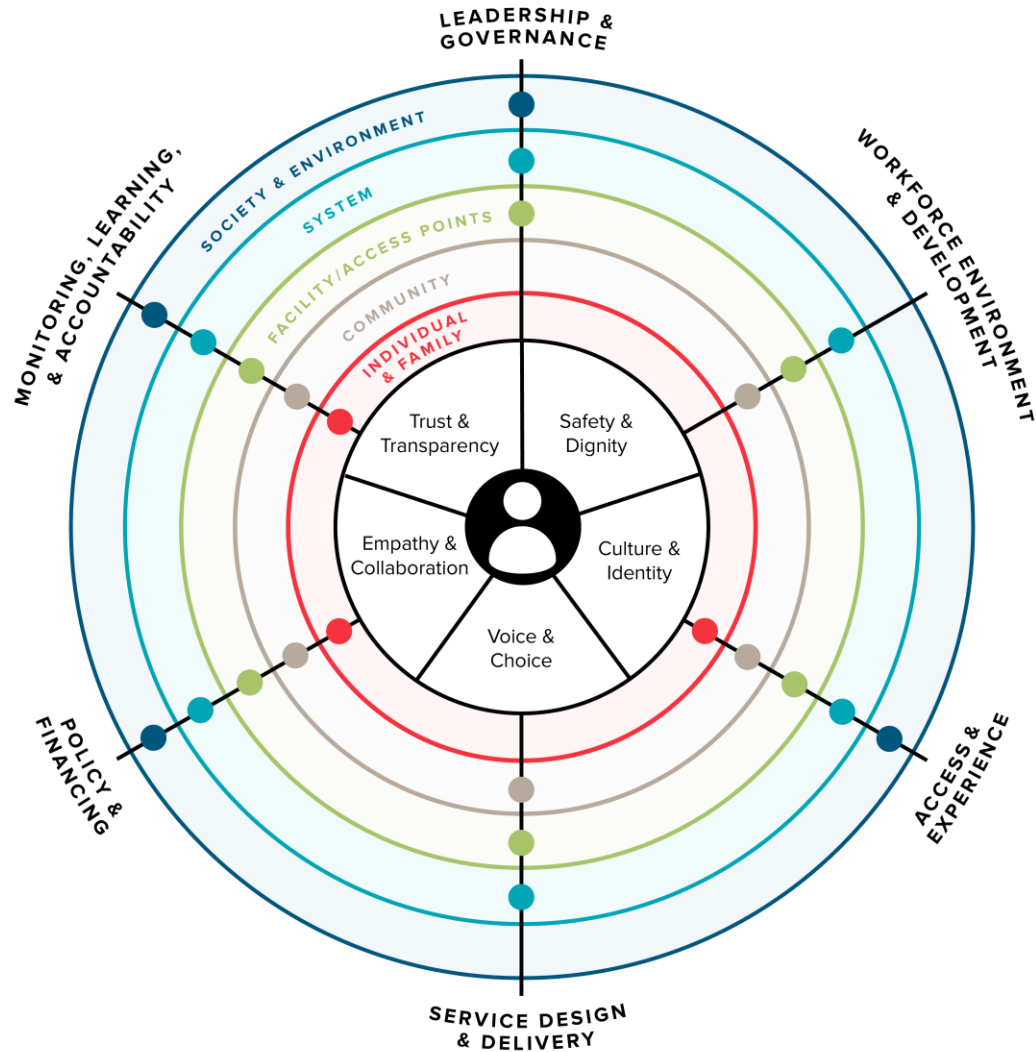 LEADERSHIP &
GOVERNANCE
WORKFORCE ENVIRONMENT
& DEVELOPMENT
MONITORING, LEARNING,
& ACCOUNTABILITY
SOCIETY & ENVIRONMENT
SYSTEM
FACILITY/ACCESS POINTS
COMMUNITY
INDIVIDUAL
& FAMILY
Trust &
Transparency
Safety &
Dignity
Empathy &
Collaboration
Culture &
Identity
Voice &
Choice
POLICY &
FINANCING
ACCESS &
EXPERIENCE
SERVICE DESIGN
& DELIVERY